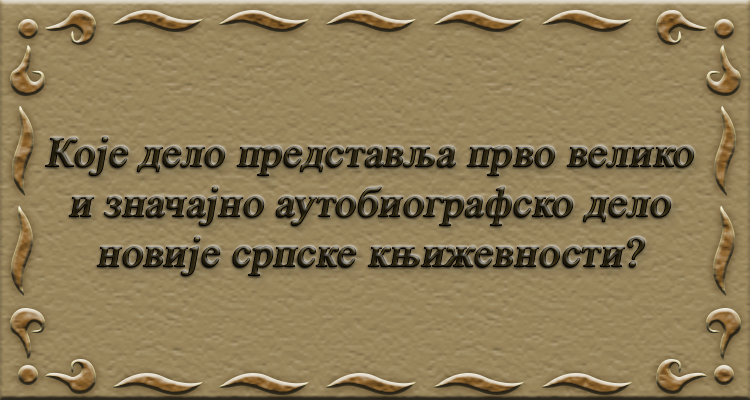 Које дело представља прво велико
и значајно аутобиографско дело
новије српске књижевности?